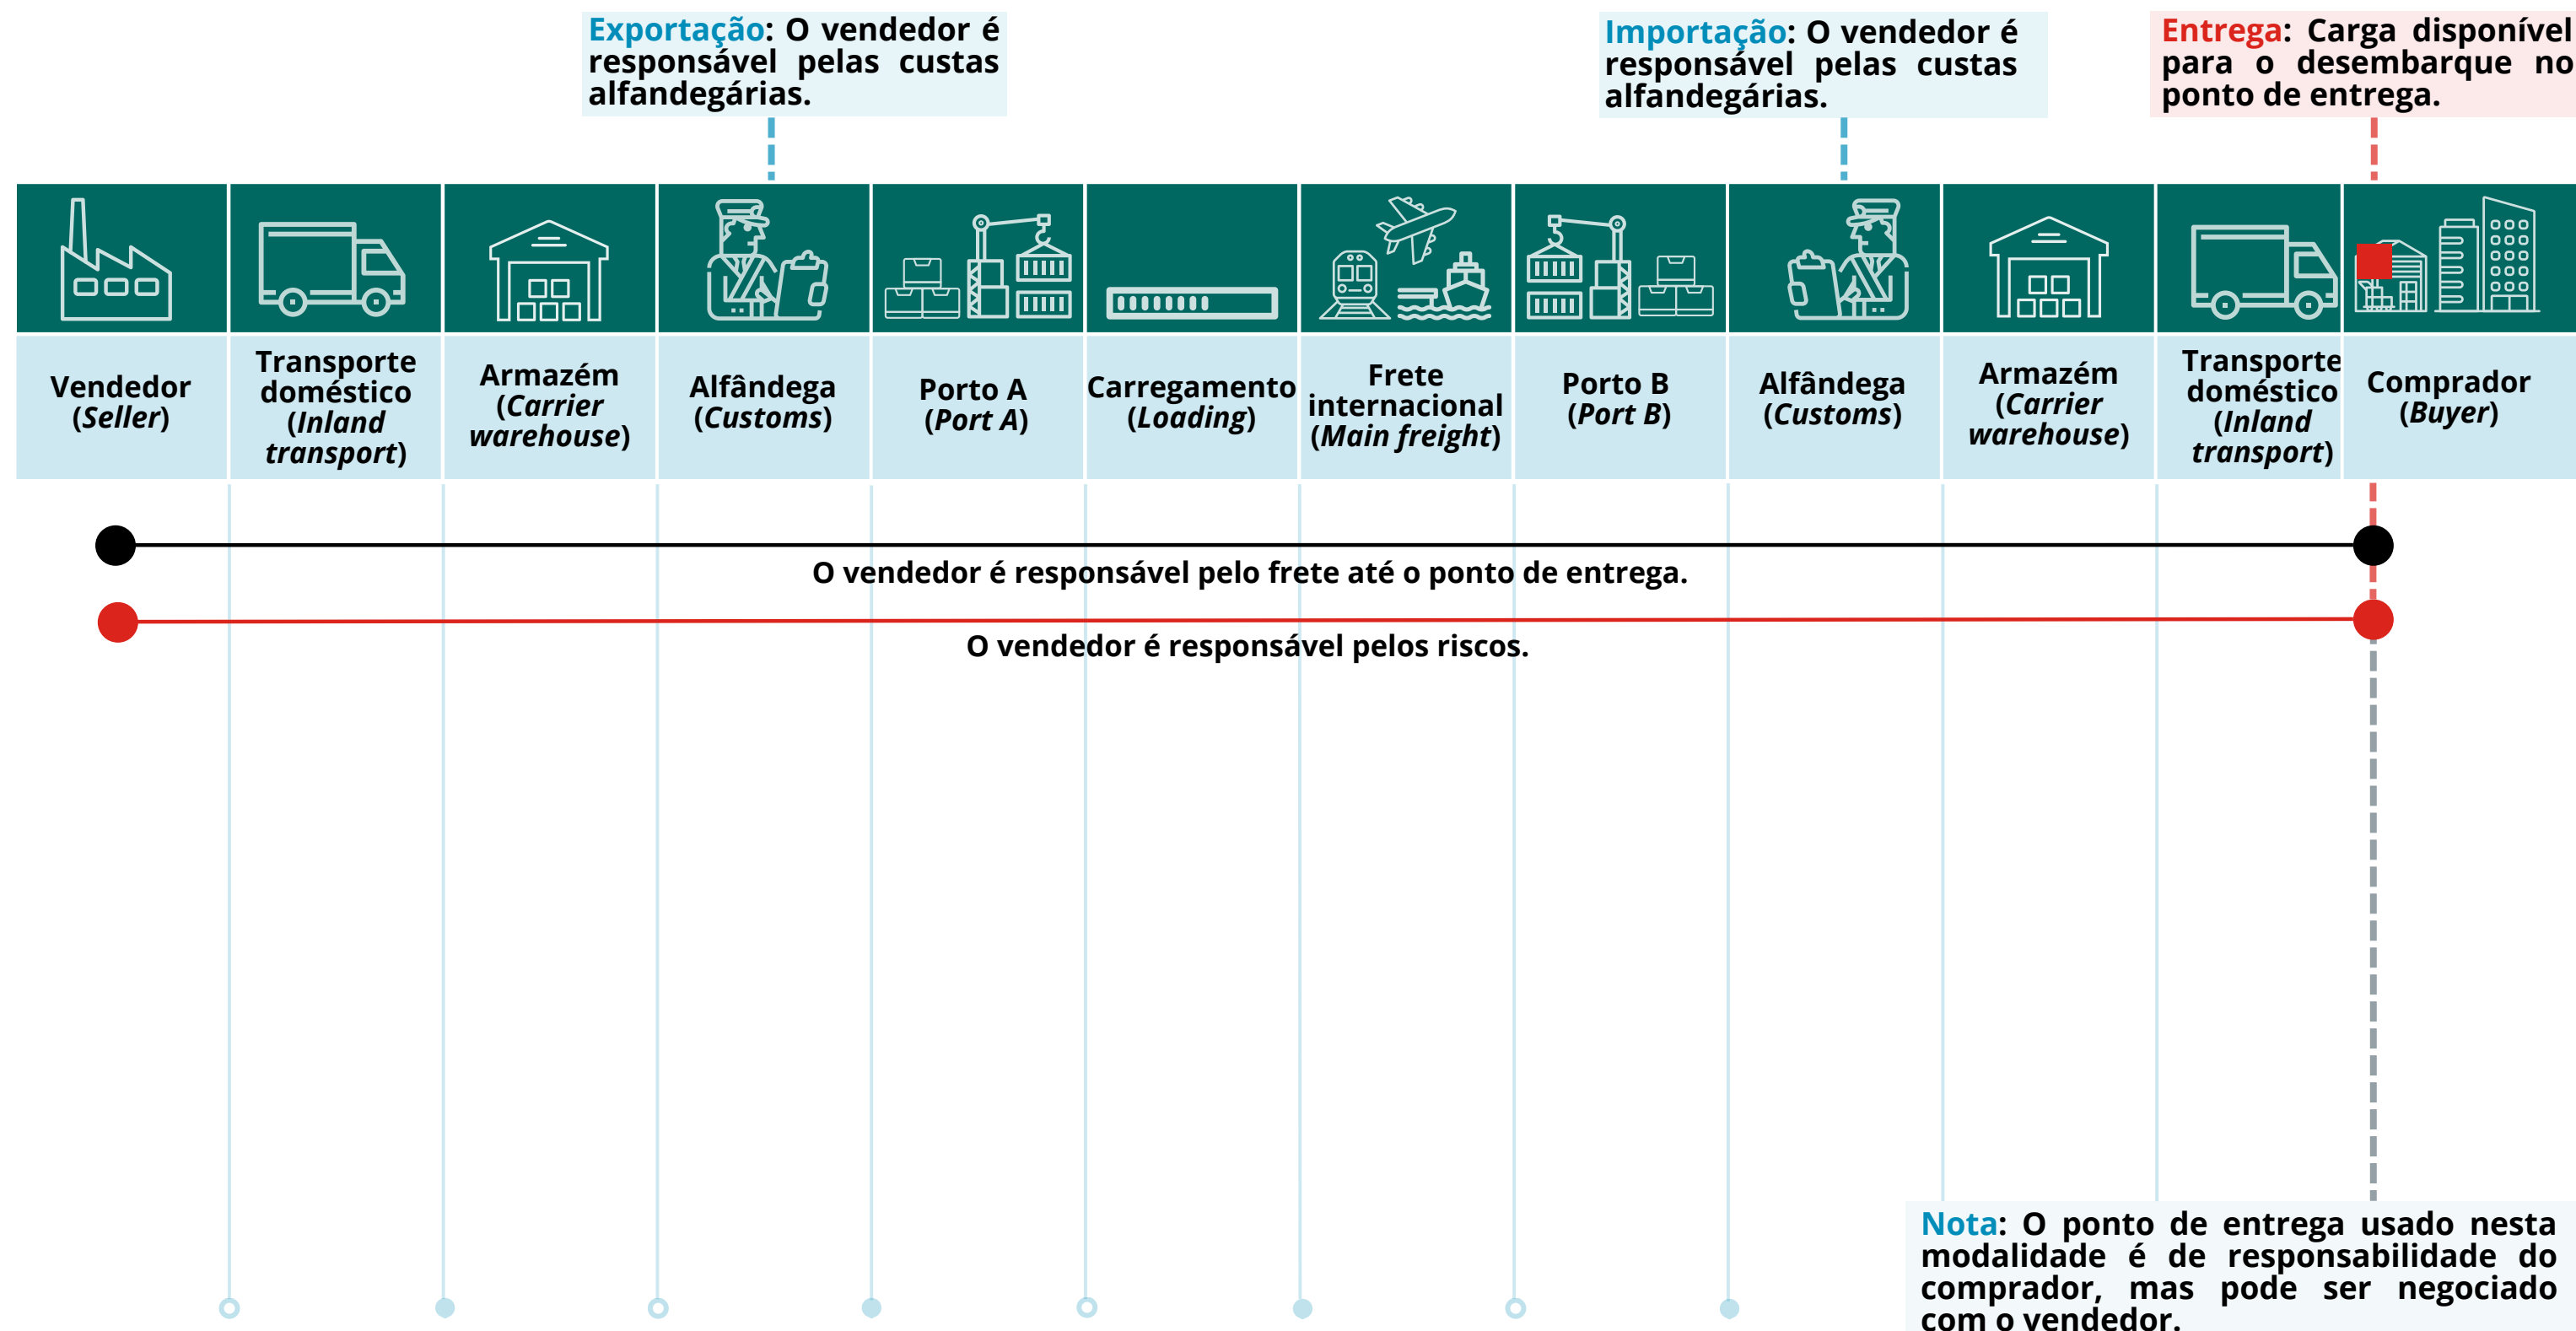 Exportação: O vendedor é
responsável pelas custas
alfandegárias.
Importação: O vendedor é
responsável pelas custas
alfandegárias.
Entrega: Carga disponível
para o desembarque no
ponto de entrega.
Vendedor
(Seller)
Transporte
doméstico
(Inland
transport)
Armazém
(Carrier
warehouse)
Alfândega
(Customs)
Porto A
(Port A)
Carregamento
(Loading)
Frete
internacional
(Main freight)
Porto B
(Port B)
Alfândega
(Customs)
Armazém
(Carrier
warehouse)
Transporte
doméstico
(Inland
transport)
Comprador
(Buyer)
O vendedor é responsável pelo frete até o ponto de entrega.
O vendedor é responsável pelos riscos.
Nota: O ponto de entrega usado nesta
modalidade é de responsabilidade do
comprador, mas pode ser negociado
com o vendedor.